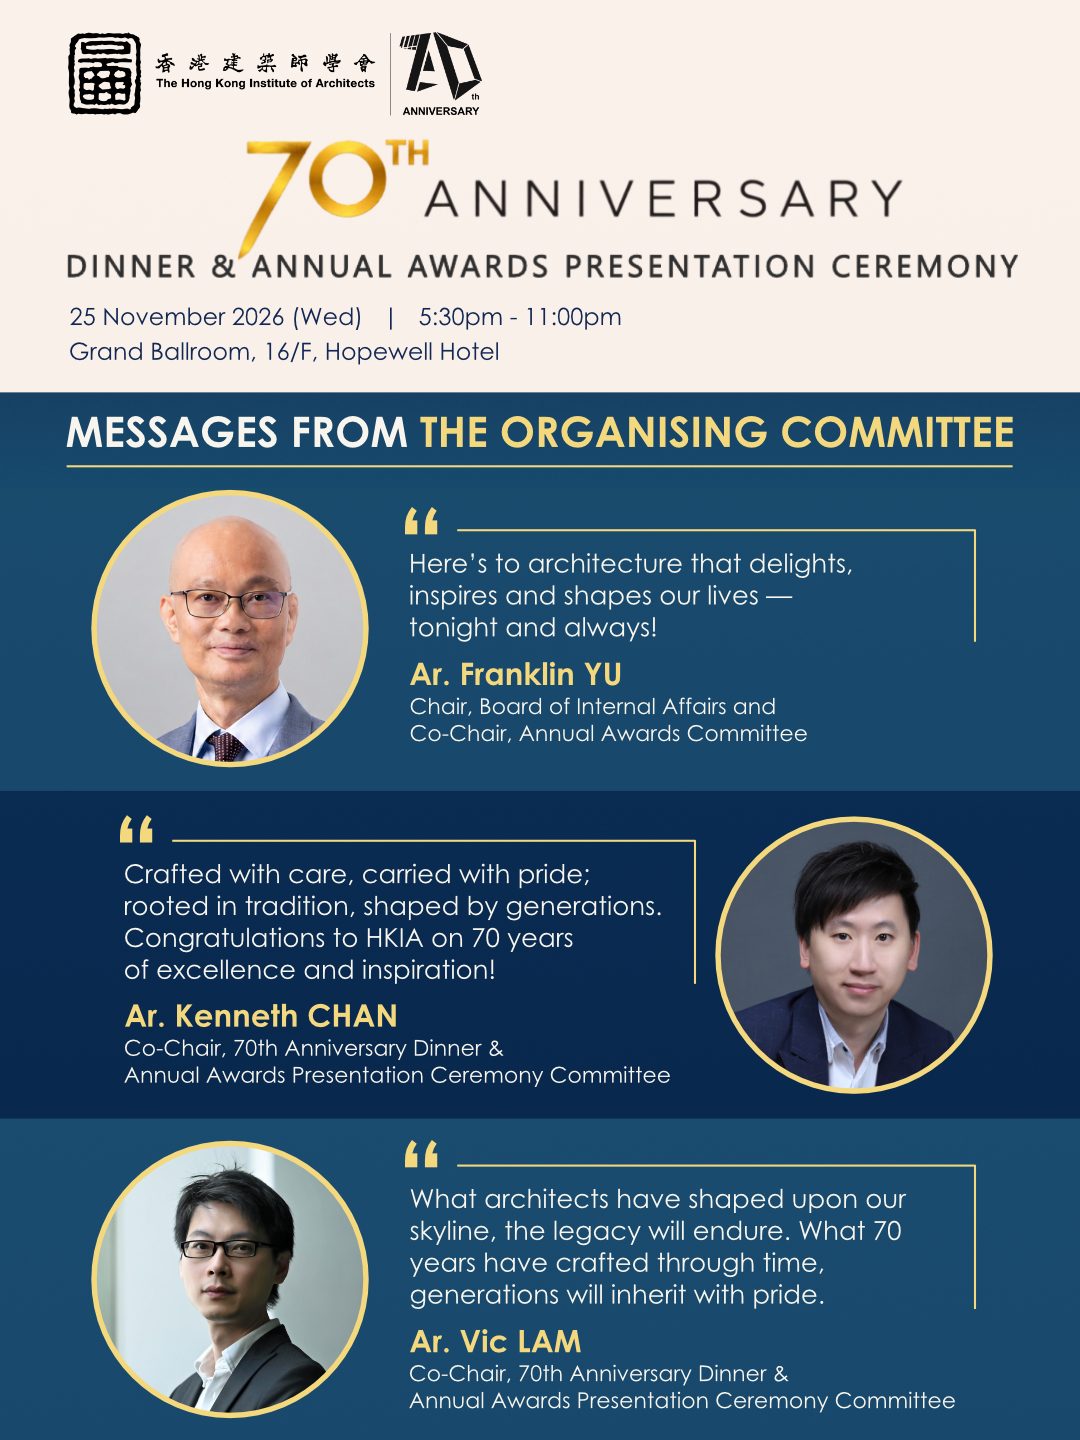 香港建築師學會
The Hong Kong Institute of Architects
70th
ANNIVERSARY
70TH ANNIVERSARY
DINNER & ANNUAL AWARDS PRESENTATION CEREMONY
25 November 2026 (Wed) | 5:30pm - 11:00pm
Grand Ballroom, 16/F, Hopewell Hotel
MESSAGES FROM THE ORGANISING COMMITTEE
“
Here’s to architecture that delights,
inspires and shapes our lives —
tonight and always!
Ar. Franklin YU
Chair, Board of Internal Affairs and
Co-Chair, Annual Awards Committee
“
Crafted with care, carried with pride;
rooted in tradition, shaped by generations.
Congratulations to HKIA on 70 years
of excellence and inspiration!
Ar. Kenneth CHAN
Co-Chair, 70th Anniversary Dinner &
Annual Awards Presentation Ceremony Committee
“
What architects have shaped upon our
skyline, the legacy will endure. What 70
years have crafted through time,
generations will inherit with pride.
Ar. Vic LAM
Co-Chair, 70th Anniversary Dinner &
Annual Awards Presentation Ceremony Committee